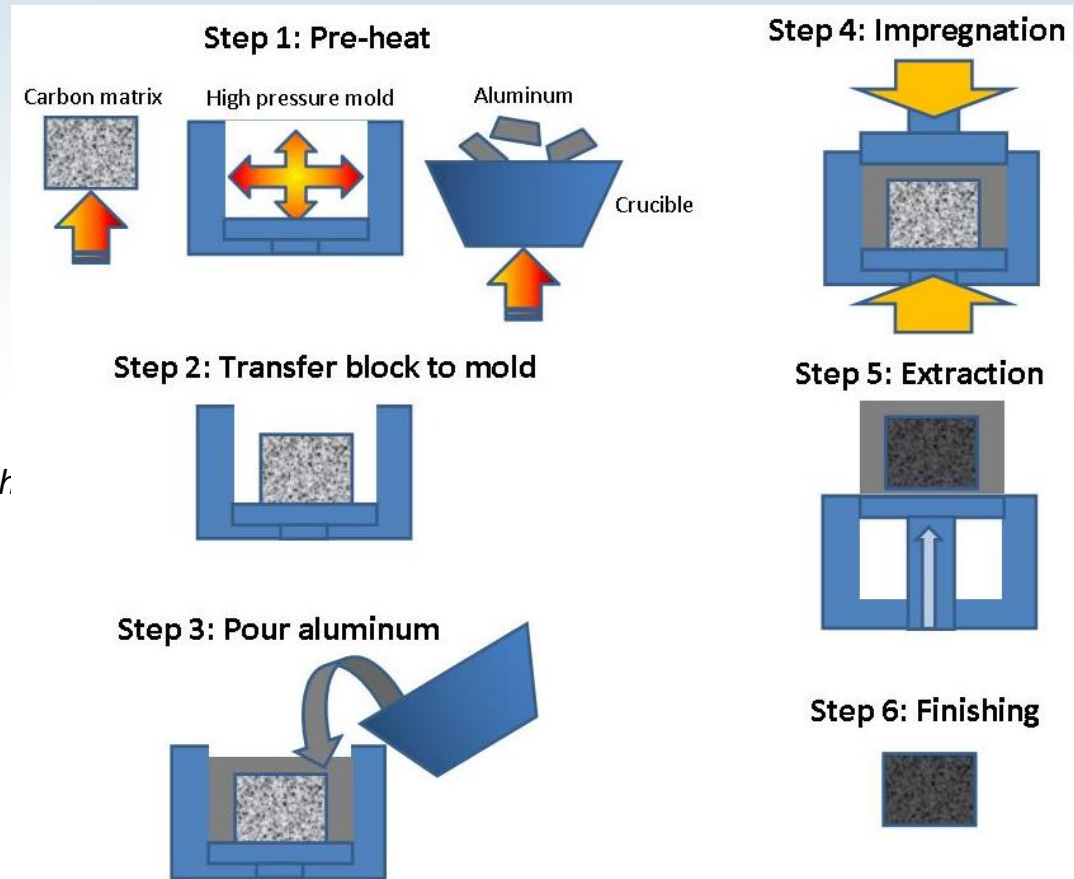 Step 1: Pre-heat
Carbon matrix
High pressure mold
Aluminum
Crucible
Step 2: Transfer block to mold
h
Step 3: Pour aluminum
Step 4: Impregnation
Step 5: Extraction
Step 6: Finishing